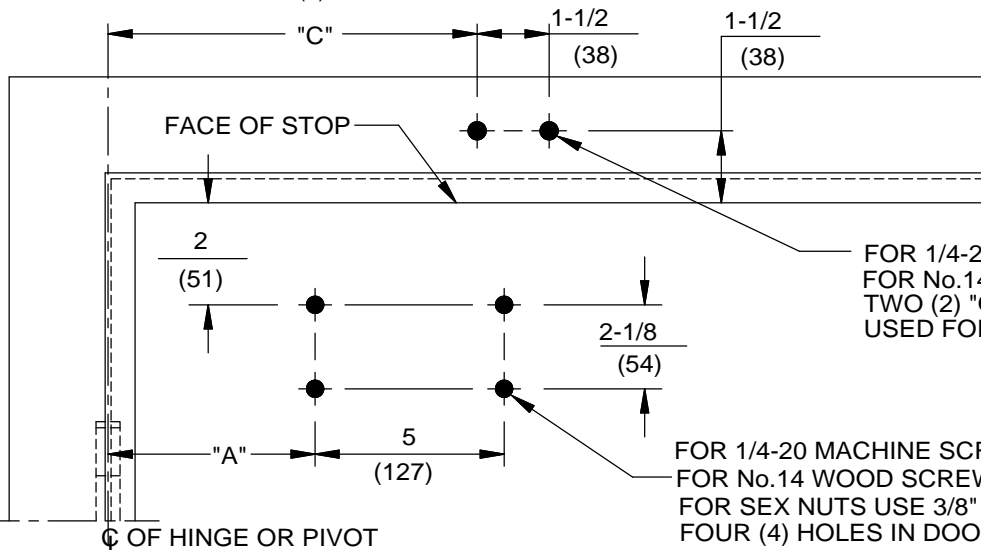 "C"
1-1/2
(38)
1-1/2
(38)
FACE OF STOP
2
(51)
FOR 1/4-2
FOR No.14
TWO (2) "
USED FO
2-1/8
(54)
"A"
5
(127)
FOR 1/4-20 MACHINE SC
FOR No.14 WOOD SCREW
FOR SEX NUTS USE 3/8"
FOUR (4) HOLES IN DOO
℄ OF HINGE OR PIVOT